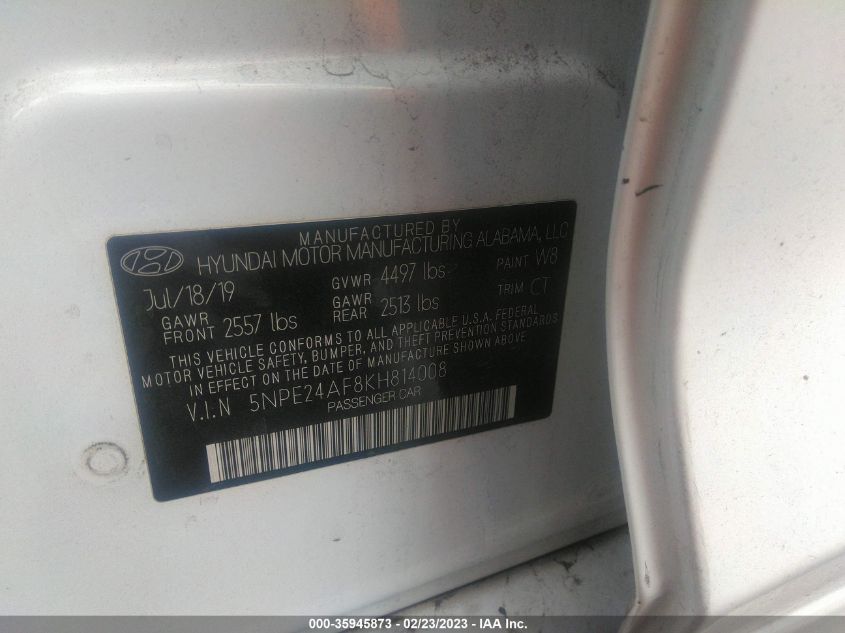 MANUFACTURED BY
HYUNDAI MOTOR MANUFACTURING ALABAMA, LLC
Jul/18/19 GVWR 4497 lbs PAINT W8
GAWR FRONT 2557 lbs GAWR REAR 2513 lbs TRIM CT
THIS VEHICLE CONFORMS TO ALL APPLICABLE U.S.A. FEDERAL
MOTOR VEHICLE SAFETY, BUMPER, AND THEFT PREVENTION STANDARDS
IN EFFECT ON THE DATE OF MANUFACTURE SHOWN ABOVE
V.I.N 5NPE24AF8KH814008
PASSENGER CAR
000-35945873 - 02/23/2023 - IAA Inc.